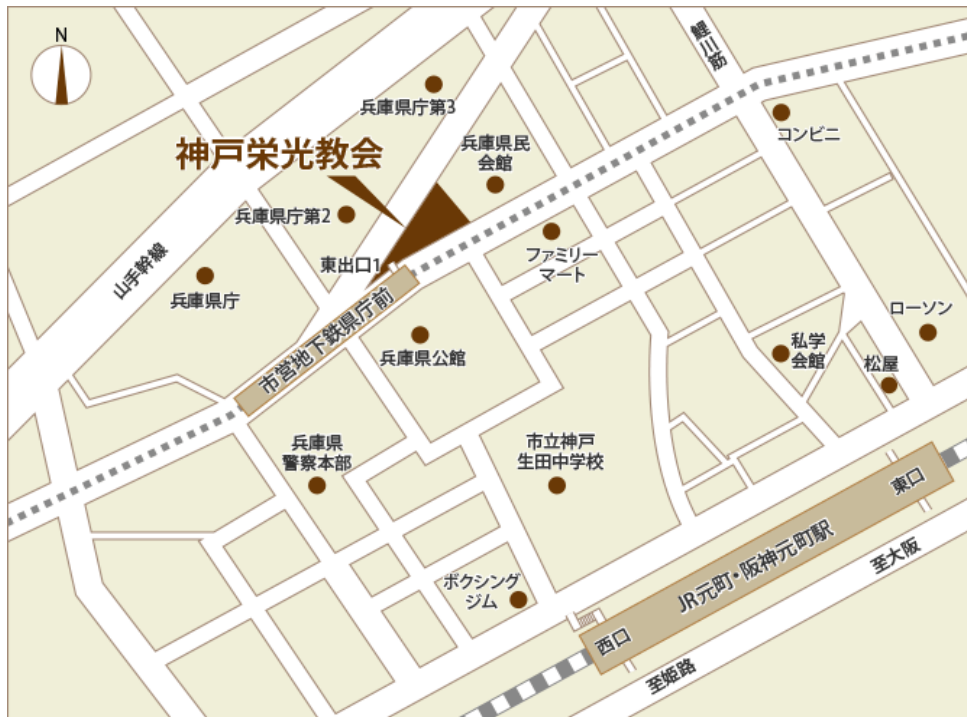 N
鯉川筋
兵庫県庁第3
コンビニ
兵庫県民
会館
神戸栄光教会
兵庫県庁第2
ファミリー
マート
東出口1
山手幹線
兵庫県庁
市営地下鉄県庁前
兵庫県公館
ローソン
私学
会館
松屋
兵庫県
警察本部
市立神戸
生田中学校
東口
JR元町・阪神元町駅
至大阪
ボクシング
ジム
西口
至姫路